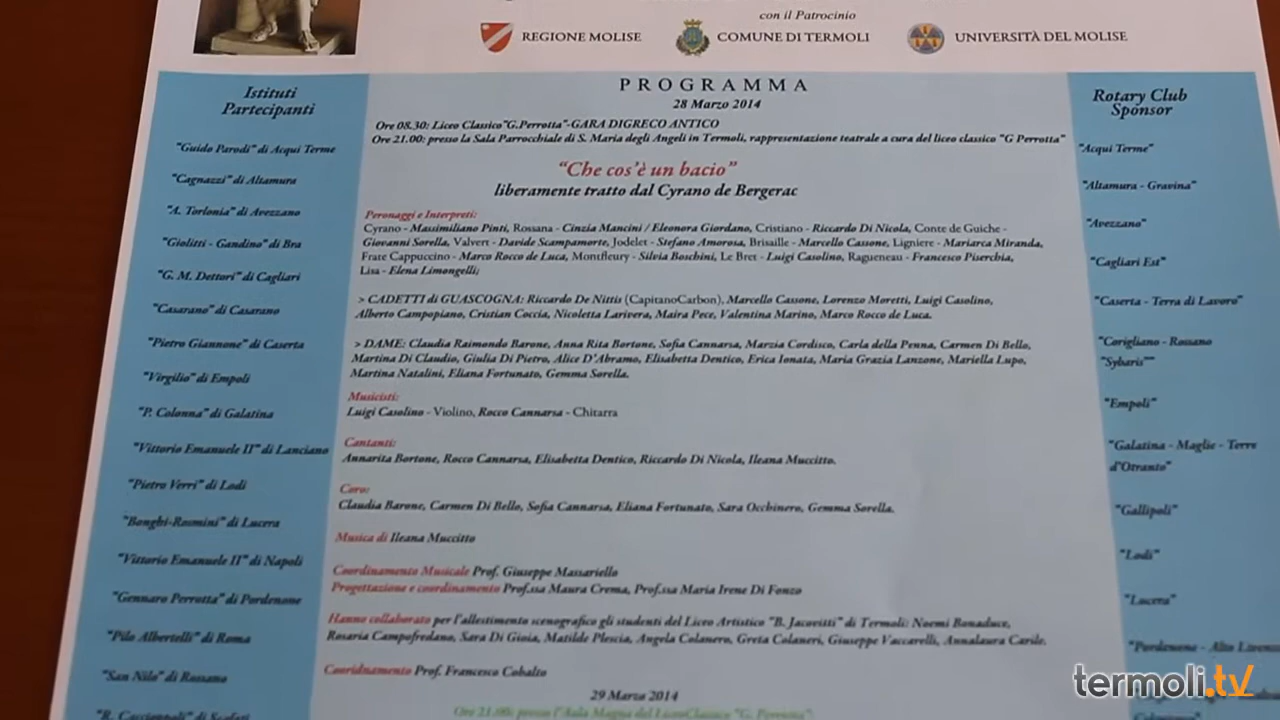 con il Patrocinio
REGIONE MOLISE
COMUNE DI TERMOLI
UNIVERSITÀ DEL MOLISE
Istituti
Partecipanti
"Guido Parodi" di Acqui Terme
"Cagnazzi" di Altamura
"A. Torlonia" di Avezzano
"Giolitti - Gandino" di Bra
"G. M. Dettori" di Cagliari
"Casarano" di Casarano
"Pietro Giannone" di Caserta
"Virgilio" di Empoli
"P. Colonna" di Galatina
"Vittorio Emanuele II" di Lanciano
"Pietro Verri" di Lodi
"Bonghi-Rosmini" di Lucera
"Vittorio Emanuele II" di Napoli
"Gennaro Perrotta" di Pordenone
"Pilo Albertelli" di Roma
"San Nilo" di Rossano
PROGRAMMA
28 Marzo 2014
Ore 08.30: Liceo Classico"G.Perrotta"-GARA DIGRECO ANTICO
Ore 21.00: presso la Sala Parrocchiale di S. Maria degli Angeli in Termoli, rappresentazione teatrale a cura del liceo classico "G Perrotta"
"Che cos'è un bacio"
liberamente tratto dal Cyrano de Bergerac
Peronaggi e Interpreti:
Cyrano - Massimiliano Pinti, Rossana - Cinzia Mancini / Eleonora Giordano, Cristiano - Riccardo Di Nicola, Conte de Guiche -
Giovanni Sorella, Valvert - Davide Scampamorte, Jodelet - Stefano Amorosa, Brisaille - Marcello Cassone, Ligniere - Mariarca Miranda,
Frate Cappuccino - Marco Rocco de Luca, Montfleury - Silvia Boschini, Le Bret - Luigi Casolino, Ragueneau - Francesco Piserchia,
Lisa - Elena Limongelli;
> CADETTI di GUASCOGNA: Riccardo De Nittis (CapitanoCarbon), Marcello Cassone, Lorenzo Moretti, Luigi Casolino,
Alberto Campopiano, Cristian Coccia, Nicoletta Larivera, Maira Pece, Valentina Marino, Marco Rocco de Luca.
> DAME: Claudia Raimondo Barone, Anna Rita Bortone, Sofia Cannarsa, Marzia Cordisco, Carla della Penna, Carmen Di Bello,
Martina Di Claudio, Giulia Di Pietro, Alice D'Abramo, Elisabetta Dentico, Erica Ionata, Maria Grazia Lanzone, Mariella Lupo,
Martina Natalini, Eliana Fortunato, Gemma Sorella.
Musicisti:
Luigi Casolino - Violino, Rocco Cannarsa - Chitarra
Cantanti:
Annarita Bortone, Rocco Cannarsa, Elisabetta Dentico, Riccardo Di Nicola, Ileana Muccitto.
Coro:
Claudia Barone, Carmen Di Bello, Sofia Cannarsa, Eliana Fortunato, Sara Occhinero, Gemma Sorella.
Musica di Ileana Muccitto
Coordinamento Musicale Prof. Giuseppe Massariello
Progettazione e coordinamento Prof.ssa Maura Crema, Prof.ssa Maria Irene Di Fonzo
Hanno collaborato per l'allestimento scenografico gli studenti del Liceo Artistico "B. Jacovitti" di Termoli: Noemi Bonaduce,
Rosaria Campofredano, Sara Di Gioia, Matilde Plescia, Angela Colanero, Greta Colaneri, Giuseppe Vaccarelli, Annalaura Carile.
Cooridnamento Prof. Francesco Cobalto
29 Marzo 2014
Ore 21.00: presso l'Aula Magna del LiceoClassico "G. Perrotta":
Rotary Club
Sponsor
"Acqui Terme"
"Altamura - Gravina"
"Avezzano"
"Cagliari Est"
"Caserta - Terra di Lavoro"
"Corigliano - Rossano
"Sybaris""
"Empoli"
"Galatina - Maglie - Terre
d'Otranto"
"Gallipoli"
"Lodi"
"Lucera"
"Pordenone - Alto
termoli.tv